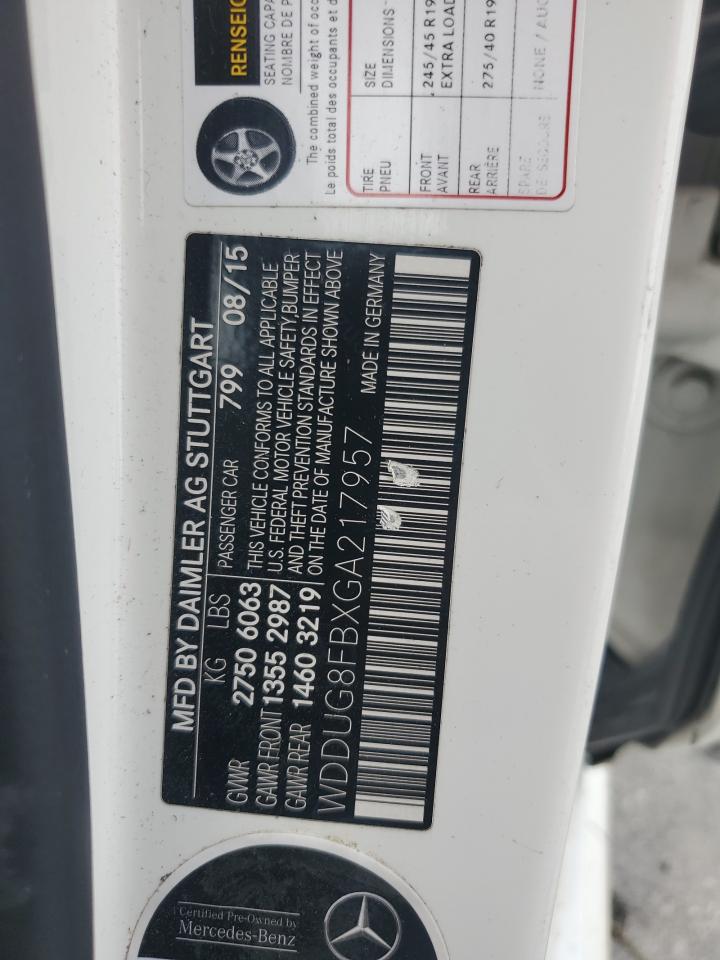 RENSEIG
SEATING CAPA
NOMBRE DE P
The combined weight of occ
Le poids total des occupants et d
TIRE SIZE
PNEU DIMENSIONS
FRONT 245/45 R19
AVANT EXTRA LOAD
REAR 275/40 R19
ARRIÈRE
SPARE NONE / AUC
DE SECOURS
MFD BY DAIMLER AG STUTTGART
KG LBS PASSENGER CAR 799 08/15
GVWR 2750 6063 THIS VEHICLE CONFORMS TO ALL APPLICABLE
GAWR FRONT 1355 2987 U.S. FEDERAL MOTOR VEHICLE SAFETY,BUMPER
GAWR REAR 1460 3219 AND THEFT PREVENTION STANDARDS IN EFFECT
ON THE DATE OF MANUFACTURE SHOWN ABOVE
WDDUG8FBXGA217957 MADE IN GERMANY
Certified Pre-Owned by
Mercedes-Benz